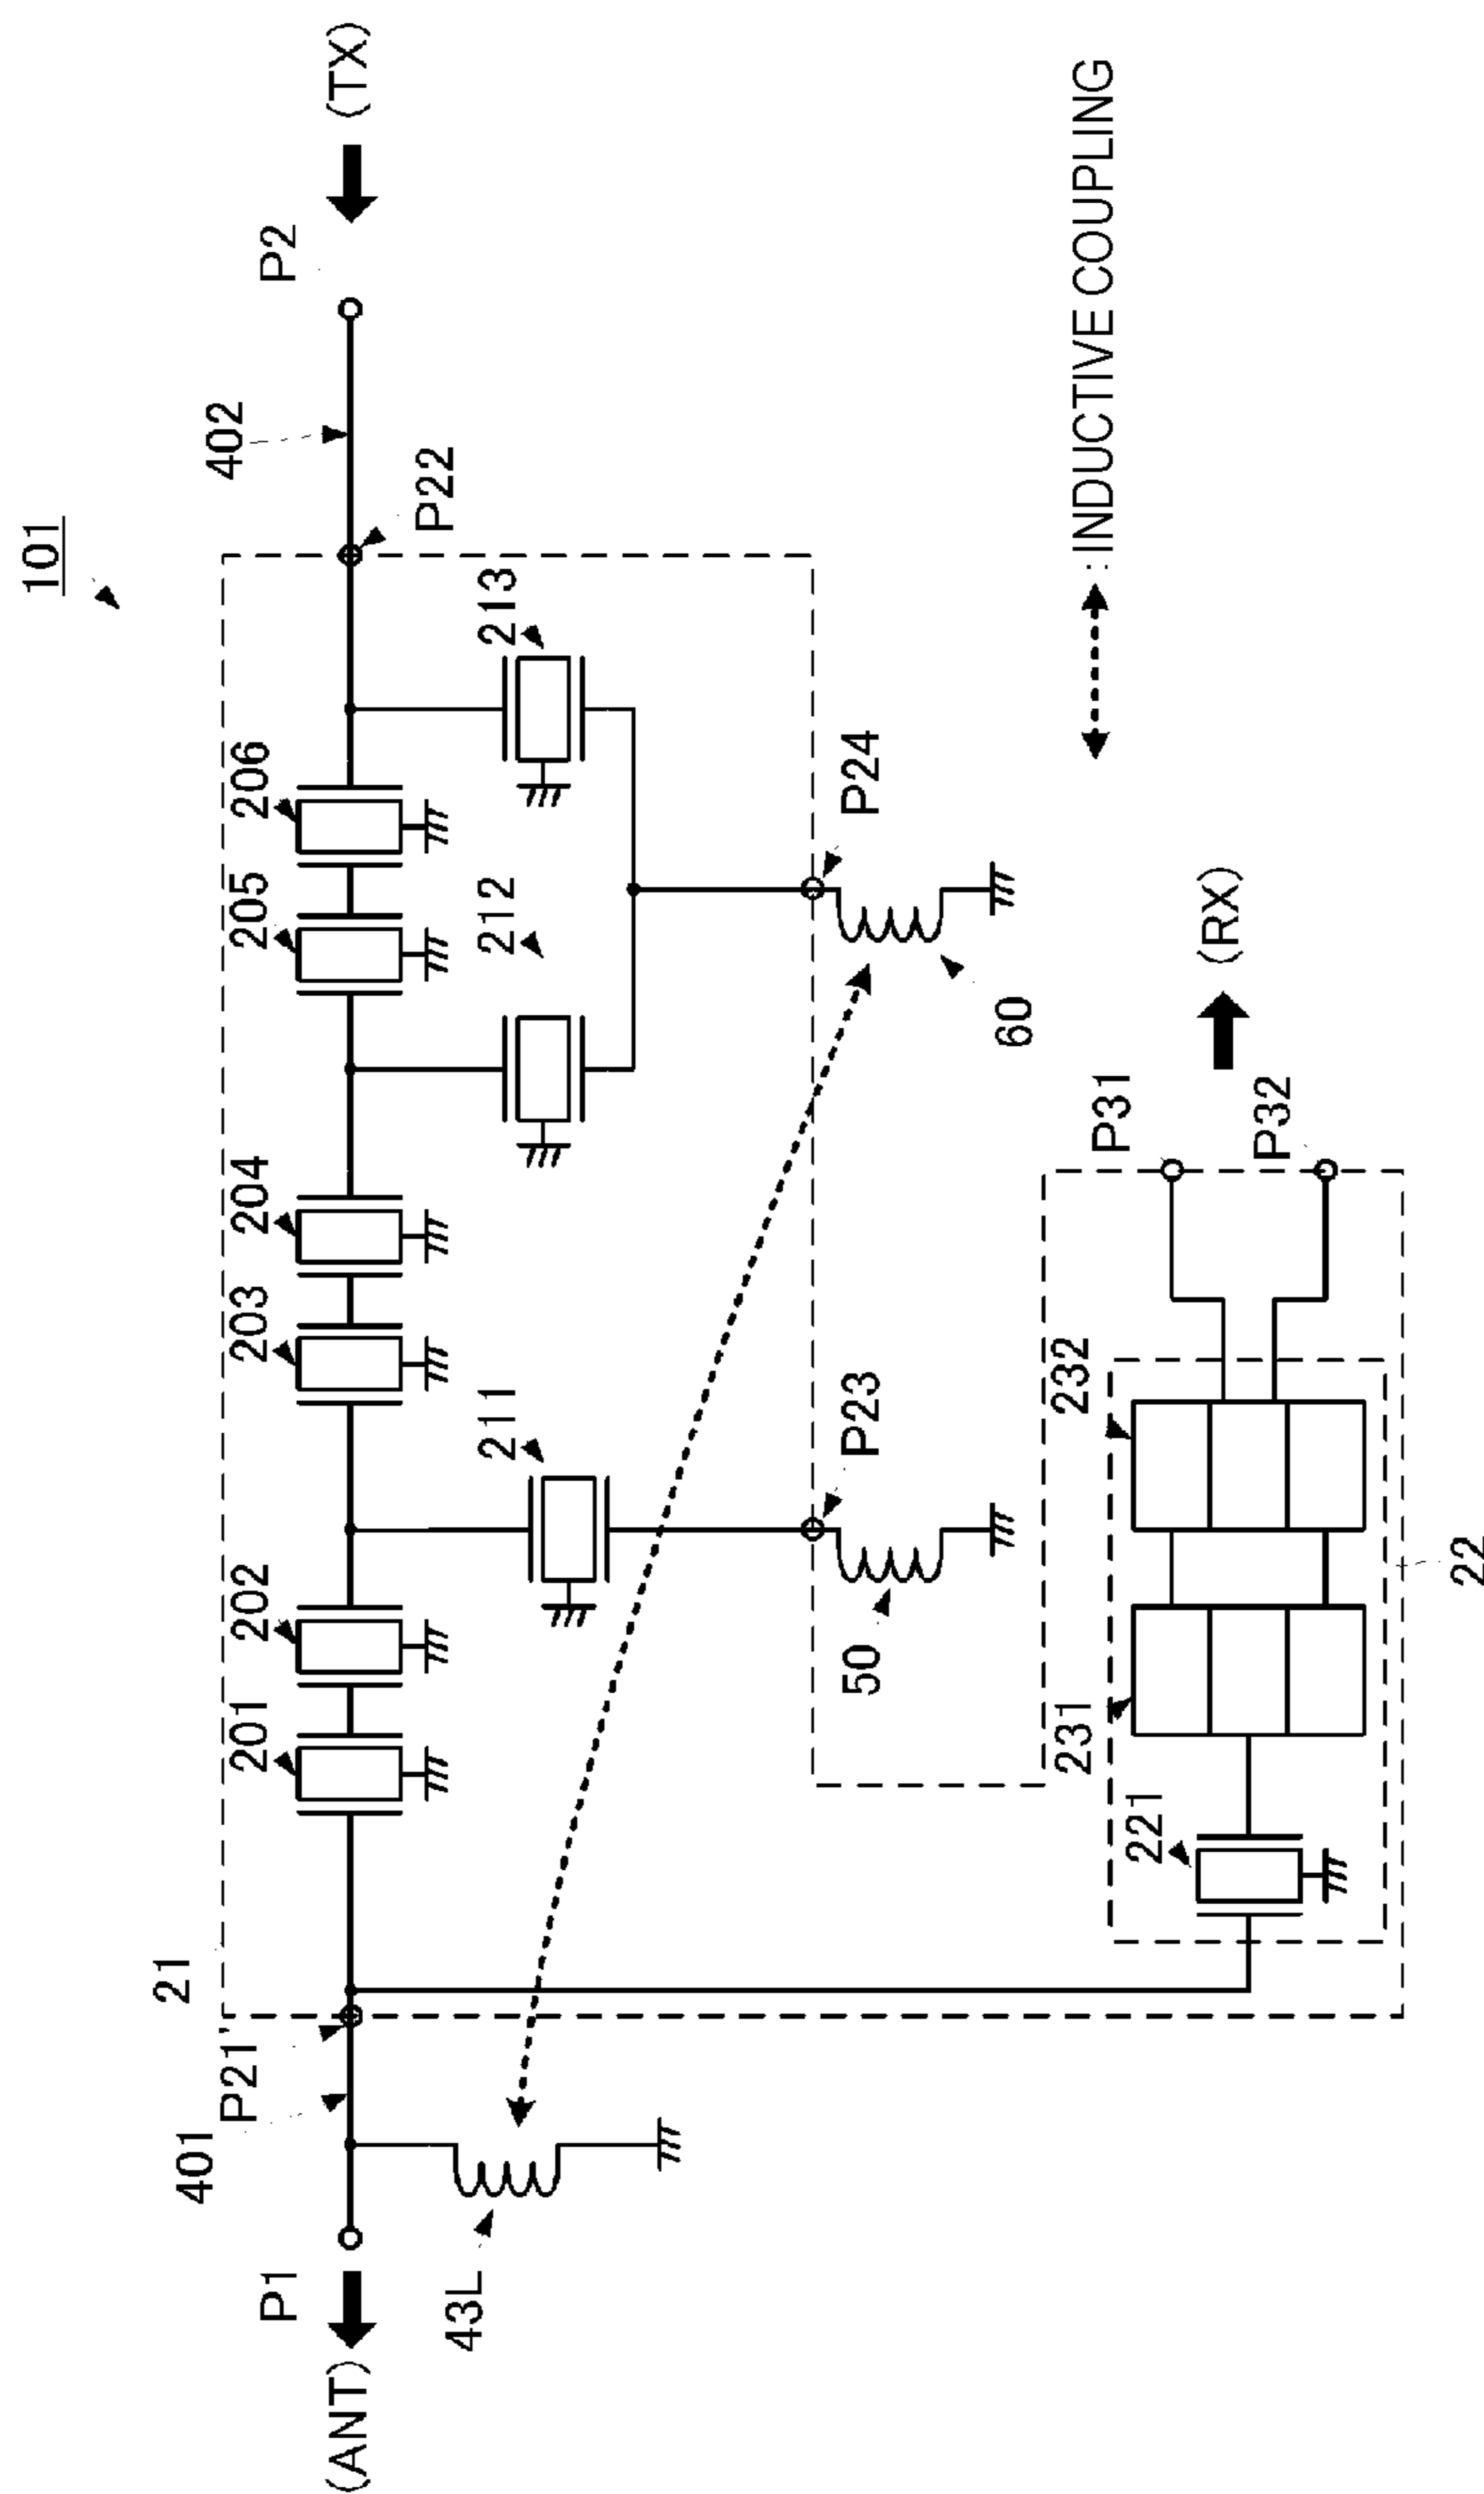 101
(ANT)
P1
401
P21
21
201
202
203
204
205
206
402
P22
P2
(TX)
43L
211
212
213
50
P23
60
P24
: INDUCTIVE COUPLING
221
231
232
P31
P32
(RX)
22